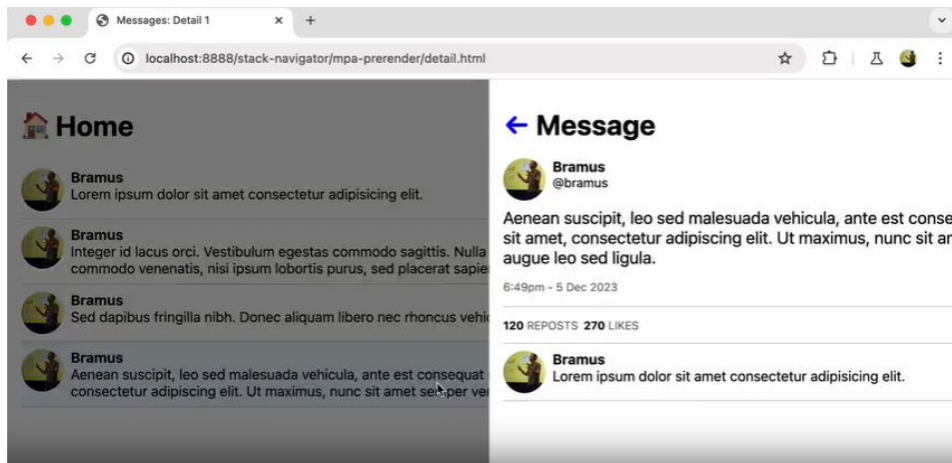 Messages: Detail 1
localhost:8888/stack-navigator/mpa-prerender/detail.html
Home
Bramus
Lorem ipsum dolor sit amet consectetur adipisicing elit.
Bramus
Integer id lacus orci. Vestibulum egestas commodo sagittis. Nulla
commodo venenatis, nisi ipsum lobortis purus, sed placerat sapie
Bramus
Sed dapibus fringilla nibh. Donec aliquam libero nec rhoncus vehic
Bramus
Aenean suscipit, leo sed malesuada vehicula, ante est consequat
consectetur adipiscing elit. Ut maximus, nunc sit amet semper ve
Message
Bramus
@bramus
Aenean suscipit, leo sed malesuada vehicula, ante est conse
sit amet, consectetur adipiscing elit. Ut maximus, nunc sit ar
augue leo sed ligula.
6:49pm - 5 Dec 2023
120 REPOSTS 270 LIKES
Bramus
Lorem ipsum dolor sit amet consectetur adipisicing elit.